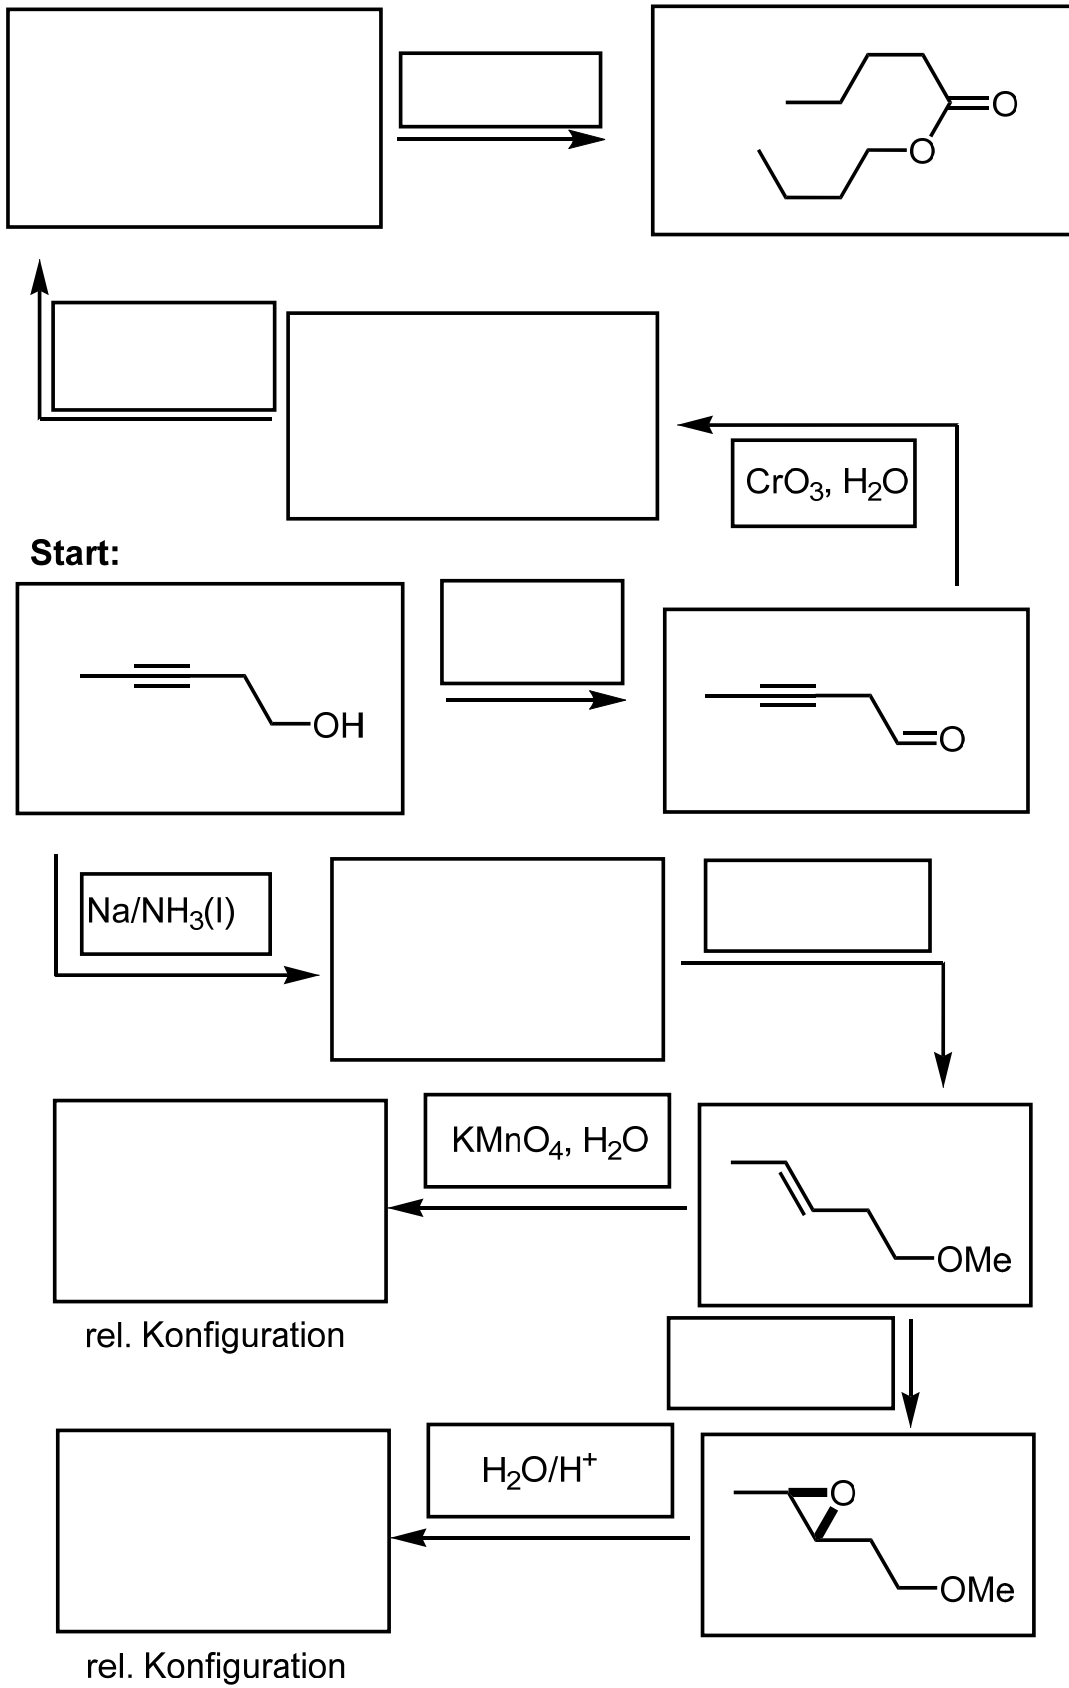 O
O
CrO₃, H₂O
Start:
OH
O
Na/NH₃(l)
KMnO₄, H₂O
OMe
rel. Konfiguration
O
H₂O/H⁺
OMe
rel. Konfiguration